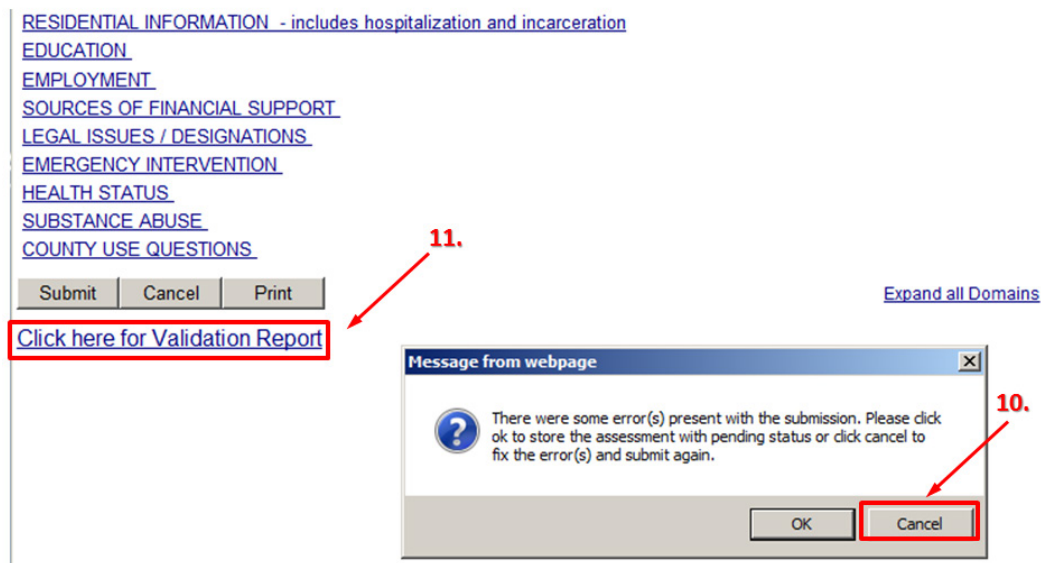 RESIDENTIAL INFORMATION - includes hospitalization and incarceration
EDUCATION
EMPLOYMENT
SOURCES OF FINANCIAL SUPPORT
LEGAL ISSUES / DESIGNATIONS
EMERGENCY INTERVENTION
HEALTH STATUS
SUBSTANCE ABUSE
COUNTY USE QUESTIONS
11.
Submit Cancel Print
Expand all Domains
Click here for Validation Report
Message from webpage
There were some error(s) present with the submission. Please click
ok to store the assessment with pending status or click cancel to
fix the error(s) and submit again.
10.
OK Cancel